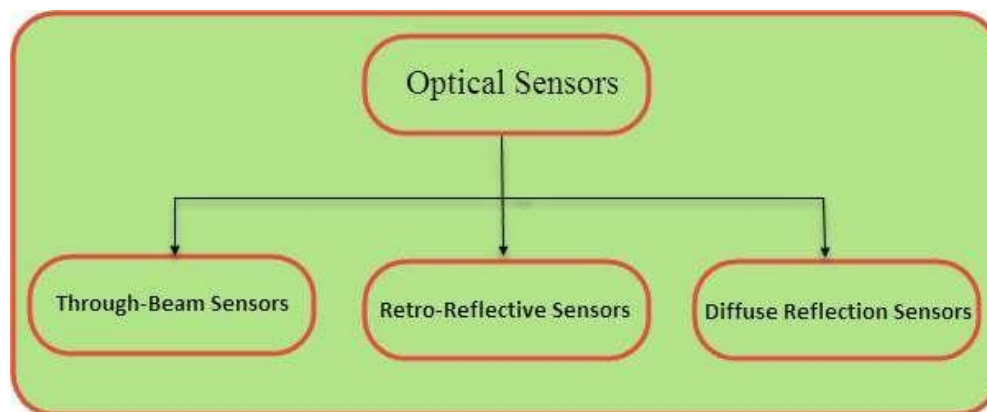 Optical Sensors
Through-Beam Sensors
Retro-Reflective Sensors
Diffuse Reflection Sensors